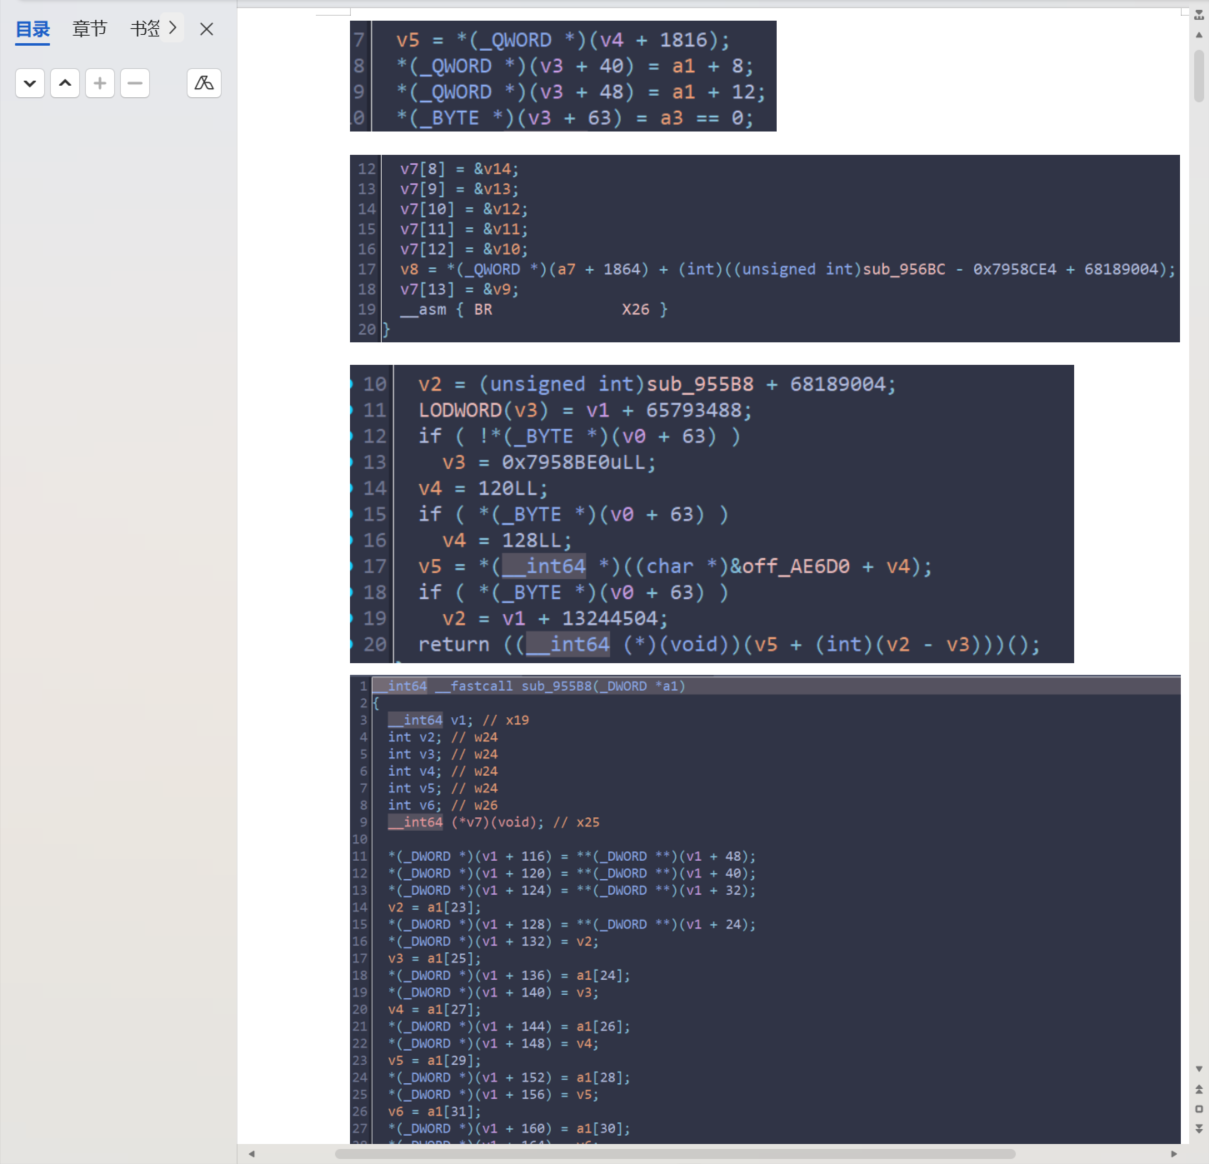 目录 章节 书签
7 v5 = *(_QWORD *)(v4 + 1816);
8 *(_QWORD *)(v3 + 40) = a1 + 8;
9 *(_QWORD *)(v3 + 48) = a1 + 12;
.0 *(_BYTE *)(v3 + 63) = a3 == 0;
12 v7[8] = &v14;
13 v7[9] = &v13;
14 v7[10] = &v12;
15 v7[11] = &v11;
16 v7[12] = &v10;
17 v8 = *(_QWORD *)(a7 + 1864) + (int)((unsigned int)sub_956BC - 0x7958CE4 + 68189004);
18 v7[13] = &v9;
19 __asm { BR X26 }
20 }
10 v2 = (unsigned int)sub_955B8 + 68189004;
11 LODWORD(v3) = v1 + 65793488;
12 if ( !*(_BYTE *)(v0 + 63) )
13 v3 = 0x7958BE0uLL;
14 v4 = 120LL;
15 if ( *(_BYTE *)(v0 + 63) )
16 v4 = 128LL;
17 v5 = *(__int64 *)((char *)&off_AE6D0 + v4);
18 if ( *(_BYTE *)(v0 + 63) )
19 v2 = v1 + 13244504;
20 return ((__int64 (*)(void))(v5 + (int)(v2 - v3)))();
1 __int64 __fastcall sub_955B8(_DWORD *a1)
2 {
3 __int64 v1; // x19
4 int v2; // w24
5 int v3; // w24
6 int v4; // w24
7 int v5; // w24
8 int v6; // w26
9 __int64 (*v7)(void); // x25
10
11 *(_DWORD *)(v1 + 116) = **(_DWORD **)(v1 + 48);
12 *(_DWORD *)(v1 + 120) = **(_DWORD **)(v1 + 40);
13 *(_DWORD *)(v1 + 124) = **(_DWORD **)(v1 + 32);
14 v2 = a1[23];
15 *(_DWORD *)(v1 + 128) = **(_DWORD **)(v1 + 24);
16 *(_DWORD *)(v1 + 132) = v2;
17 v3 = a1[25];
18 *(_DWORD *)(v1 + 136) = a1[24];
19 *(_DWORD *)(v1 + 140) = v3;
20 v4 = a1[27];
21 *(_DWORD *)(v1 + 144) = a1[26];
22 *(_DWORD *)(v1 + 148) = v4;
23 v5 = a1[29];
24 *(_DWORD *)(v1 + 152) = a1[28];
25 *(_DWORD *)(v1 + 156) = v5;
26 v6 = a1[31];
27 *(_DWORD *)(v1 + 160) = a1[30];